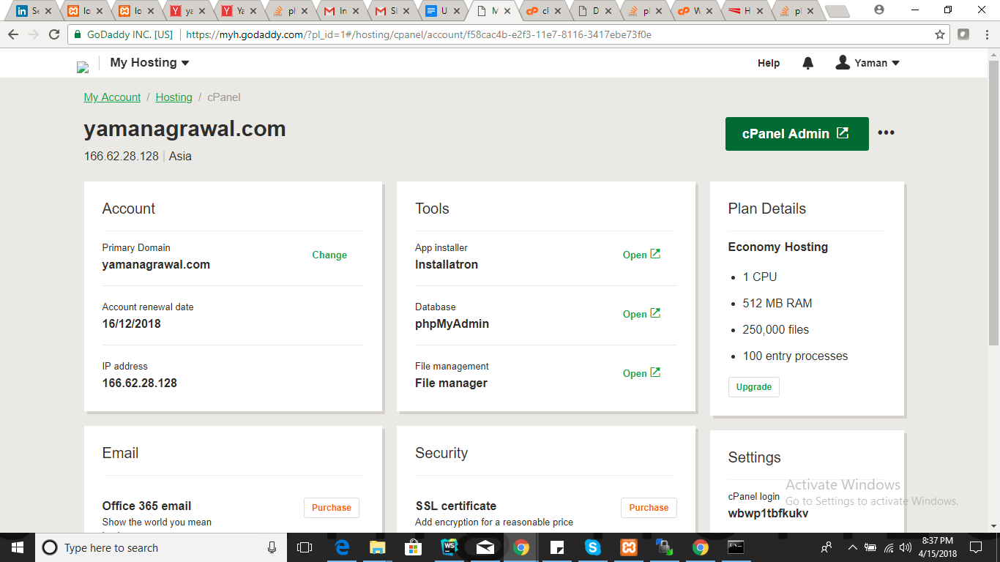 Se
lo
lo
ya
Ya
pl
In
SI
U
M
cF
D
pl
W
H
pl
GoDaddy INC. [US]
https://myh.godaddy.com/?pl_id=1#/hosting/cpanel/account/f58cac4b-e2f3-11e7-8116-3417ebe73f0e
My Hosting
Help
Yaman
My Account / Hosting / cPanel
yamanagrawal.com
cPanel Admin
166.62.28.128 | Asia
Account
Primary Domain
yamanagrawal.com
Change
Account renewal date
16/12/2018
IP address
166.62.28.128
Tools
App installer
Installatron
Open
Database
phpMyAdmin
Open
File management
File manager
Open
Plan Details
Economy Hosting
• 1 CPU
• 512 MB RAM
• 250,000 files
• 100 entry processes
Upgrade
Email
Office 365 email
Purchase
Show the world you mean
Security
SSL certificate
Purchase
Add encryption for a reasonable price
Settings
cPanel login
wbwp1tbfkukv
Activate Windows
Go to Settings to activate Windows.
Type here to search
8:37 PM
4/15/2018